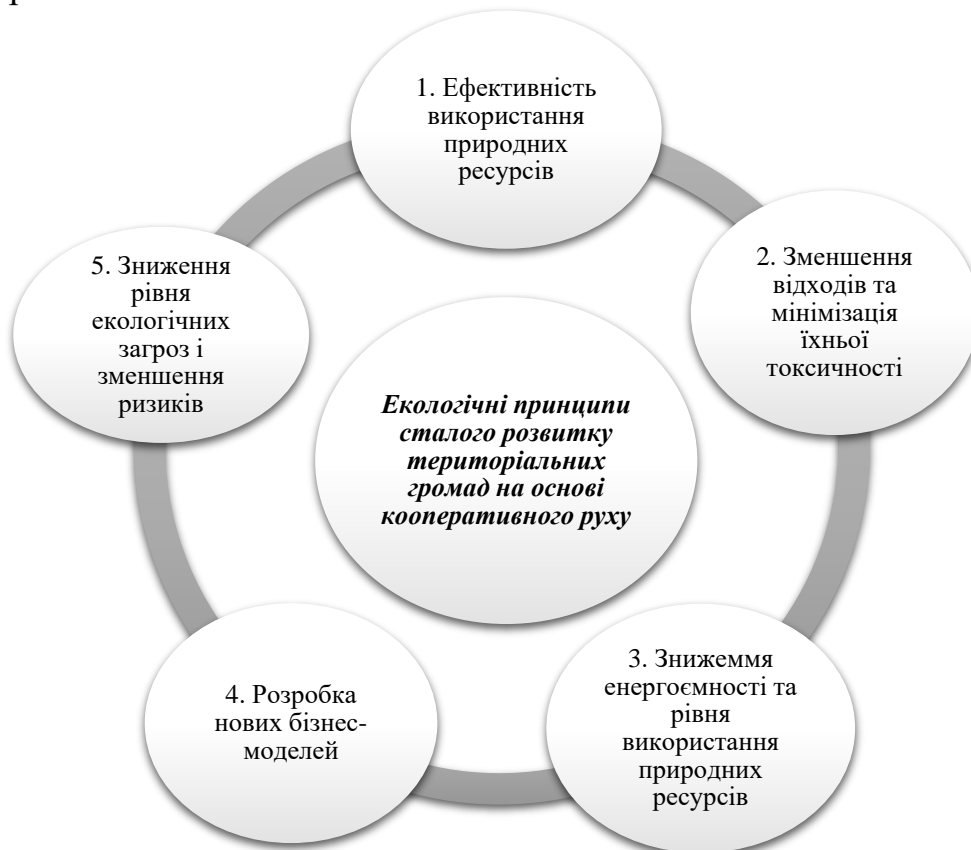 1. Ефективність
використання
природних
ресурсів
2. Зменшення
відходів та
мінімізація
їхньої
токсичності
3. Знижеммя
енергоємності та
рівня
використання
природних
ресурсів
4. Розробка
нових бізнес-
моделей
5. Зниження
рівня
екологічних
загроз і
зменшення
ризиків
Екологічні принципи
сталого розвитку
територіальних
громад на основі
кооперативного руху